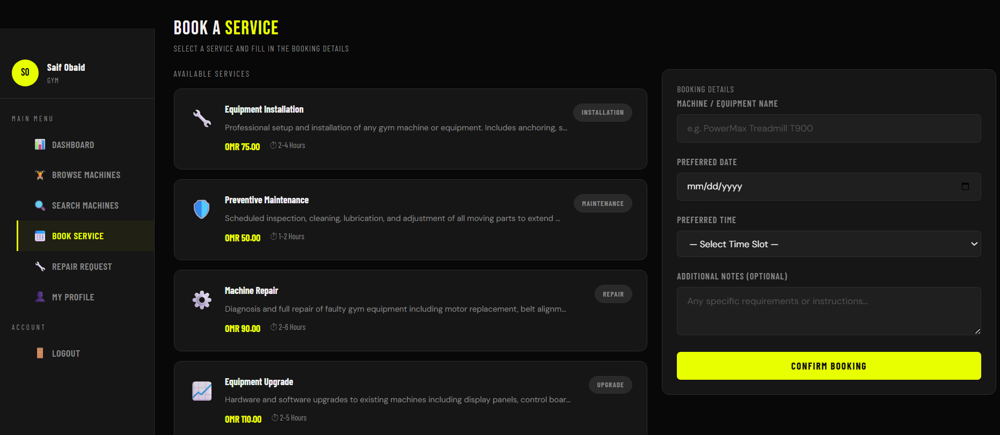 BOOK A SERVICE
SELECT A SERVICE AND FILL IN THE BOOKING DETAILS
SO
Saif Obaid
GYM
MAIN MENU
DASHBOARD
BROWSE MACHINES
SEARCH MACHINES
BOOK SERVICE
REPAIR REQUEST
MY PROFILE
ACCOUNT
LOGOUT
AVAILABLE SERVICES
Equipment Installation
INSTALLATION
Professional setup and installation of any gym machine or equipment. Includes anchoring, s...
OMR 75.00
2-4 Hours
Preventive Maintenance
MAINTENANCE
Scheduled inspection, cleaning, lubrication, and adjustment of all moving parts to extend ...
OMR 50.00
1-2 Hours
Machine Repair
REPAIR
Diagnosis and full repair of faulty gym equipment including motor replacement, belt alignm...
OMR 90.00
2-6 Hours
Equipment Upgrade
UPGRADE
Hardware and software upgrades to existing machines including display panels, control boar...
OMR 110.00
2-5 Hours
BOOKING DETAILS
MACHINE / EQUIPMENT NAME
e.g. PowerMax Treadmill T900
PREFERRED DATE
mm/dd/yyyy
PREFERRED TIME
— Select Time Slot —
ADDITIONAL NOTES (OPTIONAL)
Any specific requirements or instructions...
CONFIRM BOOKING